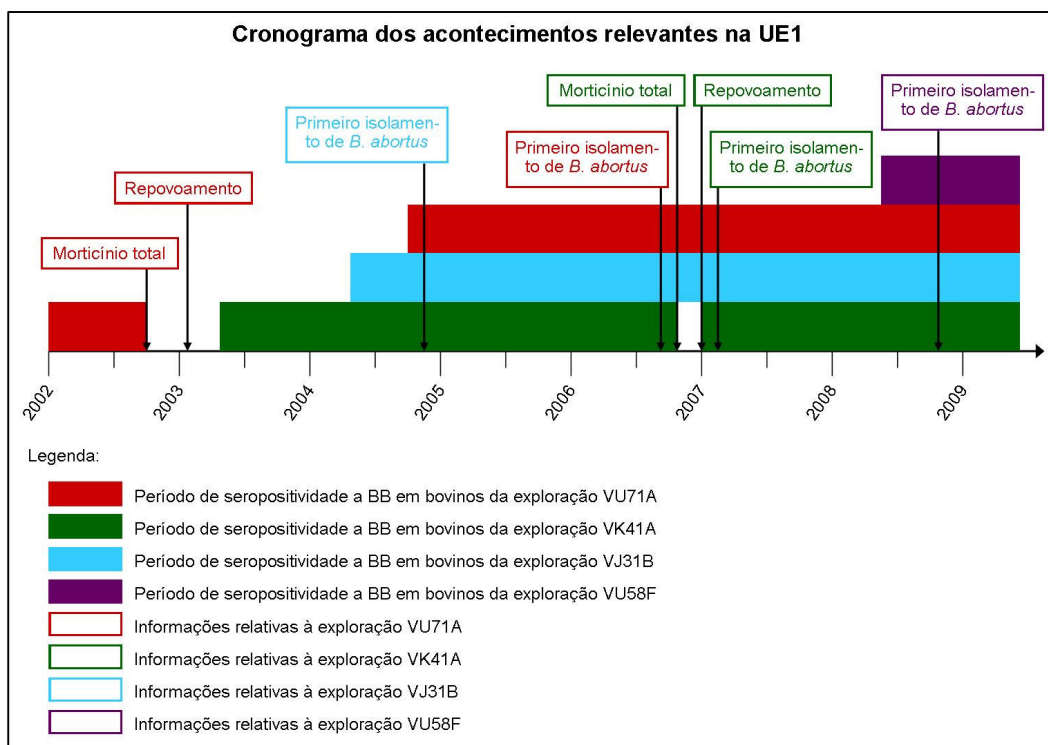 Cronograma dos acontecimentos relevantes na UE1
Morticínio total
Repovoamento
Primeiro isolamen-
to de B. abortus
Primeiro isolamen-
to de B. abortus
Morticínio total
Repovoamento
Primeiro isolamen-
to de B. abortus
Primeiro isolamen-
to de B. abortus
2002
2003
2004
2005
2006
2007
2008
2009
Legenda:
Período de seropositividade a BB em bovinos da exploração VU71A
Período de seropositividade a BB em bovinos da exploração VK41A
Período de seropositividade a BB em bovinos da exploração VJ31B
Período de seropositividade a BB em bovinos da exploração VU58F
Informações relativas à exploração VU71A
Informações relativas à exploração VK41A
Informações relativas à exploração VJ31B
Informações relativas à exploração VU58F